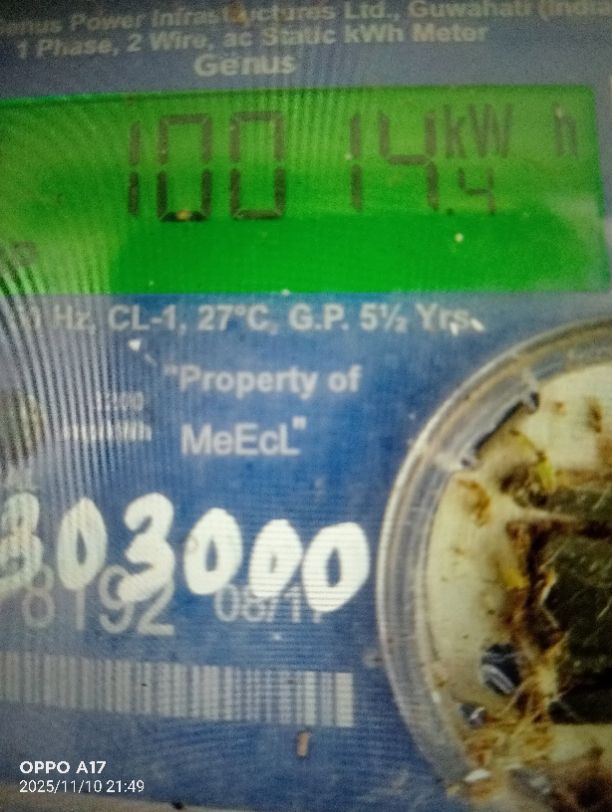 Genus Power Infrastructures Ltd., Guwahati (India
1 Phase, 2 Wire, ac Static kWh Meter
Genus
10014.4 kWh
Hz, CL-1, 27°C, G.P. 5½ Yrs.
"Property of
MeEcL"
303000
8192 08/17
OPPO A17
2025/11/10 21:49